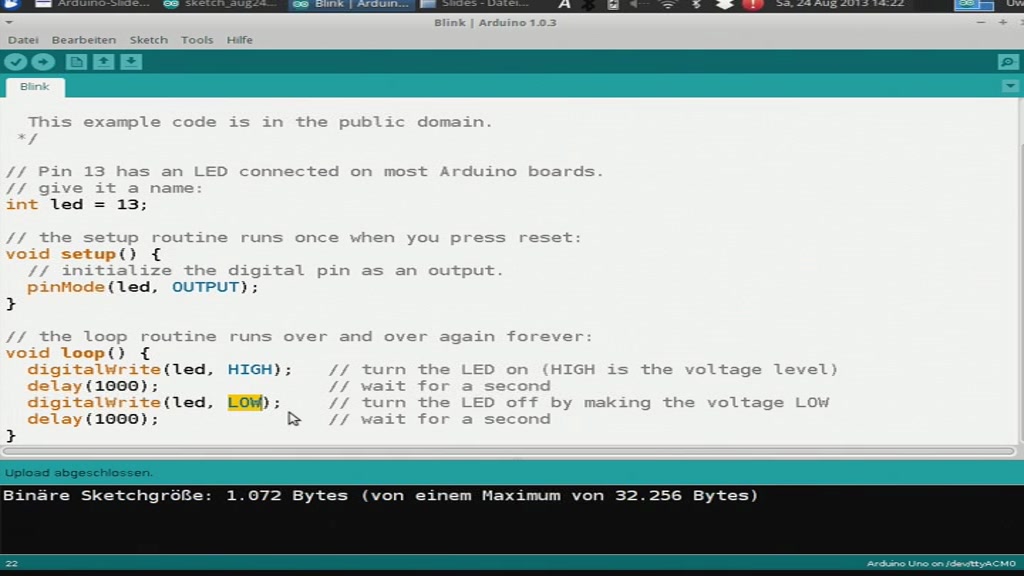 Arduino-Slide... sketch_aug24... Blink | Arduin... Slides - Datei... Sa, 24 Aug 2013 14:22
Blink | Arduino 1.0.3
Datei Bearbeiten Sketch Tools Hilfe
Blink
This example code is in the public domain.
*/
// Pin 13 has an LED connected on most Arduino boards.
// give it a name:
int led = 13;
// the setup routine runs once when you press reset:
void setup() {
// initialize the digital pin as an output.
pinMode(led, OUTPUT);
}
// the loop routine runs over and over again forever:
void loop() {
digitalWrite(led, HIGH); // turn the LED on (HIGH is the voltage level)
delay(1000); // wait for a second
digitalWrite(led, LOW); // turn the LED off by making the voltage LOW
delay(1000); // wait for a second
}
Upload abgeschlossen.
Binäre Sketchgröße: 1.072 Bytes (von einem Maximum von 32.256 Bytes)
22 Arduino Uno on /dev/ttyACM0